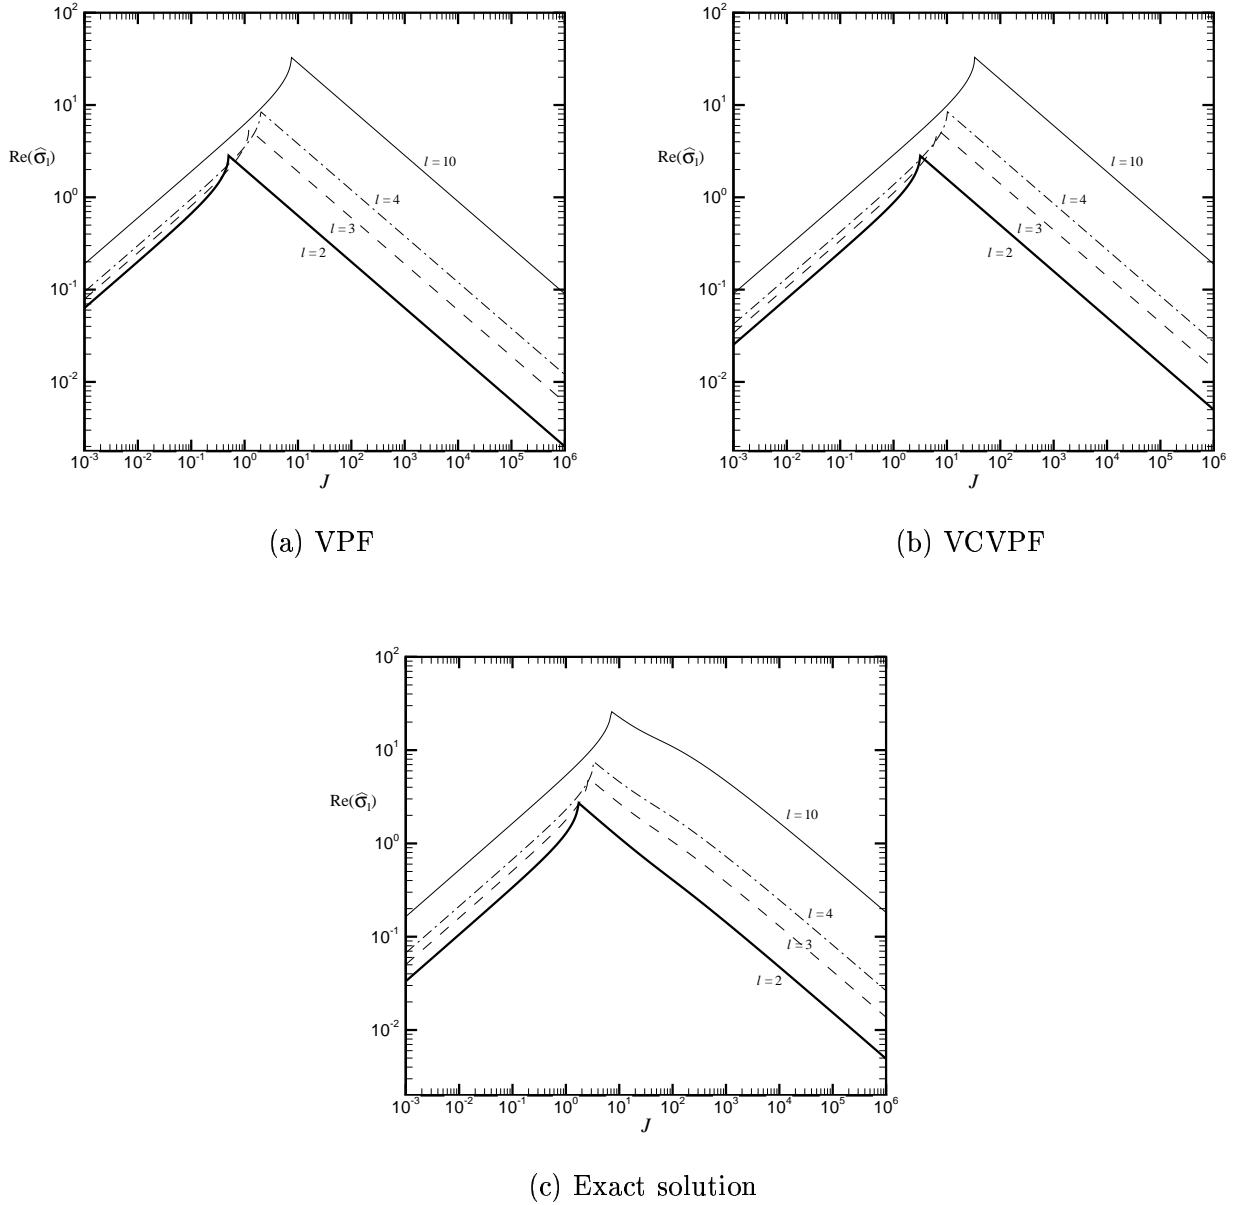 10² 10²
10¹ 10¹
Re(σ̂ₗ) l = 10 Re(σ̂ₗ) l = 10
10⁰ l = 4 10⁰ l = 4
l = 3 l = 3
l = 2 l = 2
10⁻¹ 10⁻¹
10⁻² 10⁻²
10⁻³ 10⁻² 10⁻¹ 10⁰ 10¹ 10² 10³ 10⁴ 10⁵ 10⁶ 10⁻³ 10⁻² 10⁻¹ 10⁰ 10¹ 10² 10³ 10⁴ 10⁵ 10⁶
J J
(a) VPF (b) VCVPF
10²
10¹
Re(σ̂ₗ)
l = 10
10⁰
l = 4
10⁻¹
l = 3
l = 2
10⁻²
10⁻³ 10⁻² 10⁻¹ 10⁰ 10¹ 10² 10³ 10⁴ 10⁵ 10⁶
J
(c) Exact solution